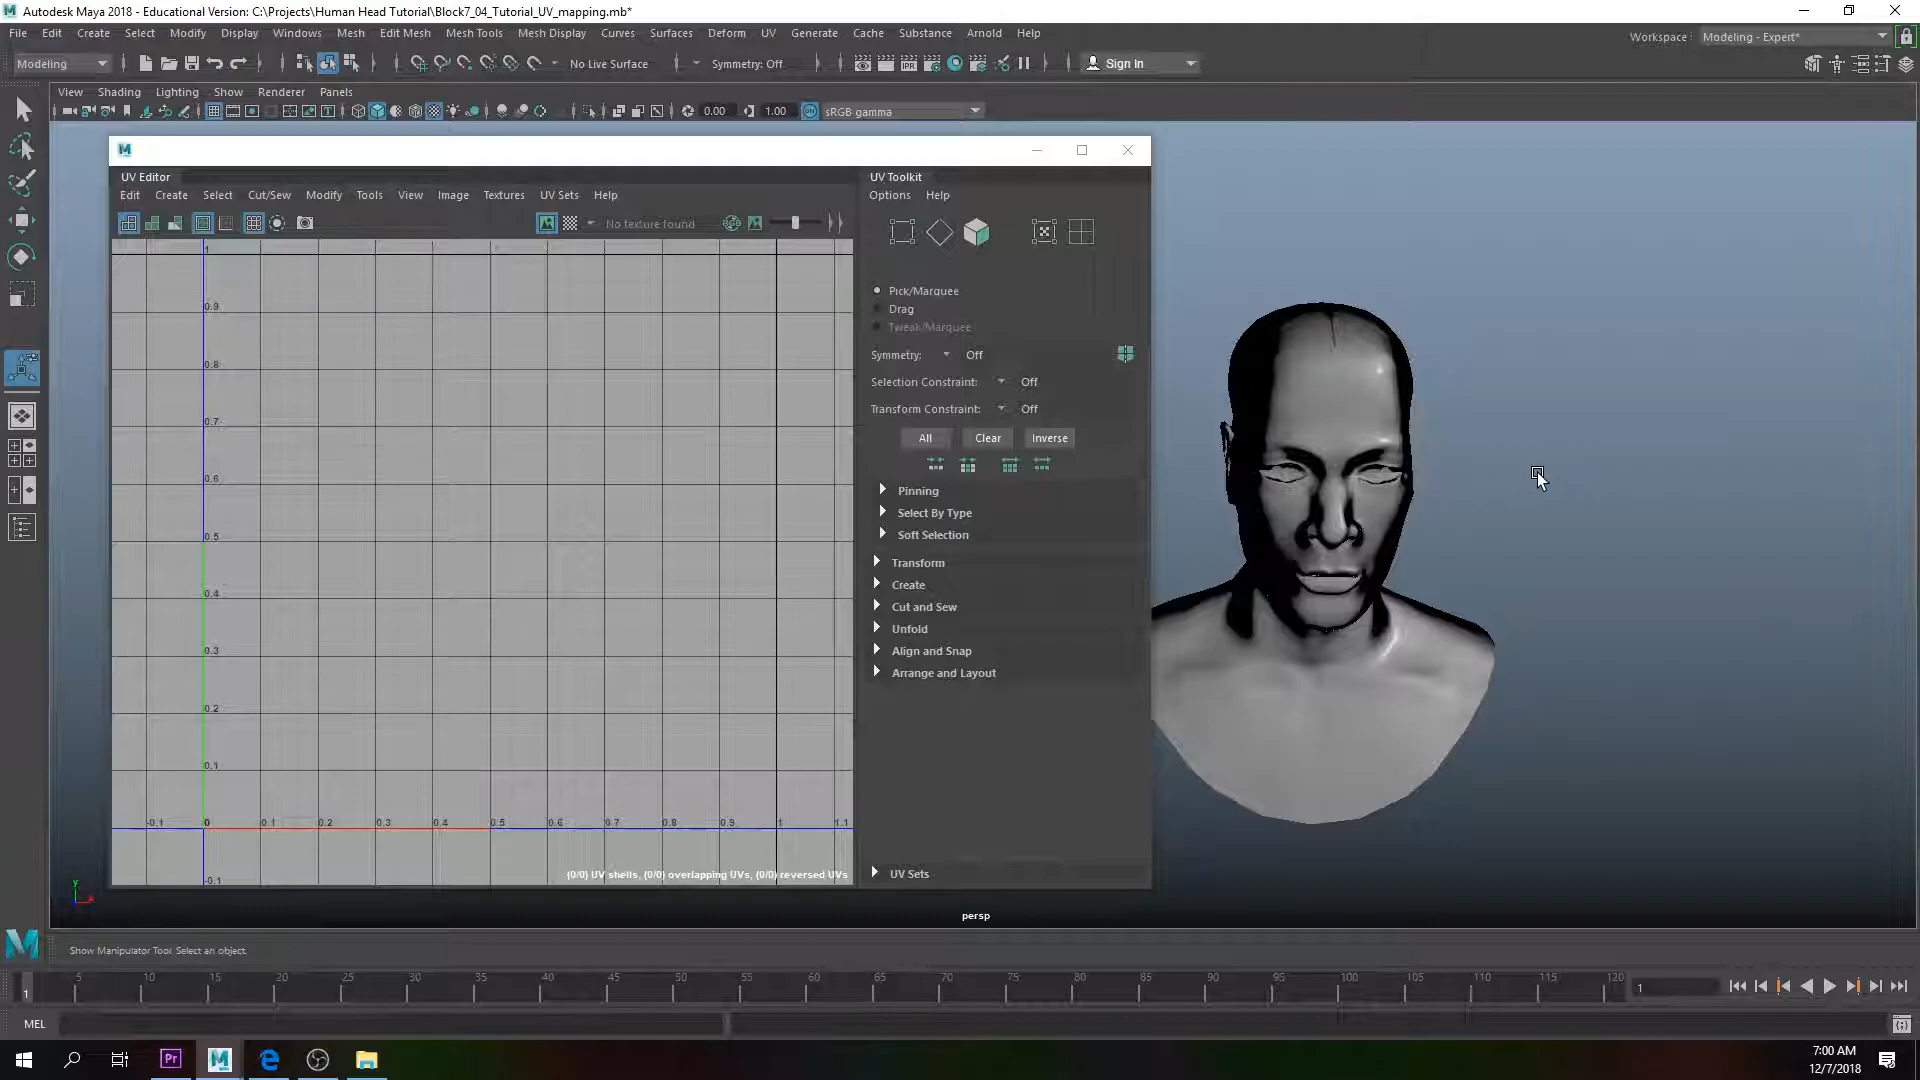 Autodesk Maya 2018 - Educational Version: C:\Projects\Human Head Tutorial\Block7_04_Tutorial_UV_mapping.mb*
File Edit Create Select Modify Display Windows Mesh Edit Mesh Mesh Tools Mesh Display Curves Surfaces Deform UV Generate Cache Substance Arnold Help
Workspace : Modeling - Expert*
Modeling No Live Surface Symmetry: Off Sign In
View Shading Lighting Show Renderer Panels
0.00 1.00 sRGB gamma
UV Editor
Edit Select Create Cut/Sew Modify Tools View Image Textures UV Sets Help
No texture found
1
0.9
0.8
0.7
0.6
0.5
0.4
0.3
0.2
0.1
-0.1 0 0.1 0.2 0.3 0.4 0.5 0.6 0.7 0.8 0.9 1 1.1
-0.1
(0/0) UV shells, (0/0) overlapping UVs, (0/0) reversed UVs
UV Toolkit
Options Help
Pick/Marquee
Drag
Tweak/Marquee
Symmetry: Off
Selection Constraint: Off
Transform Constraint: Off
All Clear Inverse
Pinning
Select By Type
Soft Selection
Transform
Create
Cut and Sew
Unfold
Align and Snap
Arrange and Layout
UV Sets
persp
y
Show Manipulator Tool: Select an object.
5 10 15 20 25 30 35 40 45 50 55 60 65 70 75 80 85 90 95 100 105 110 115 120
1 1
MEL
Pr
7:00 AM
12/7/2018